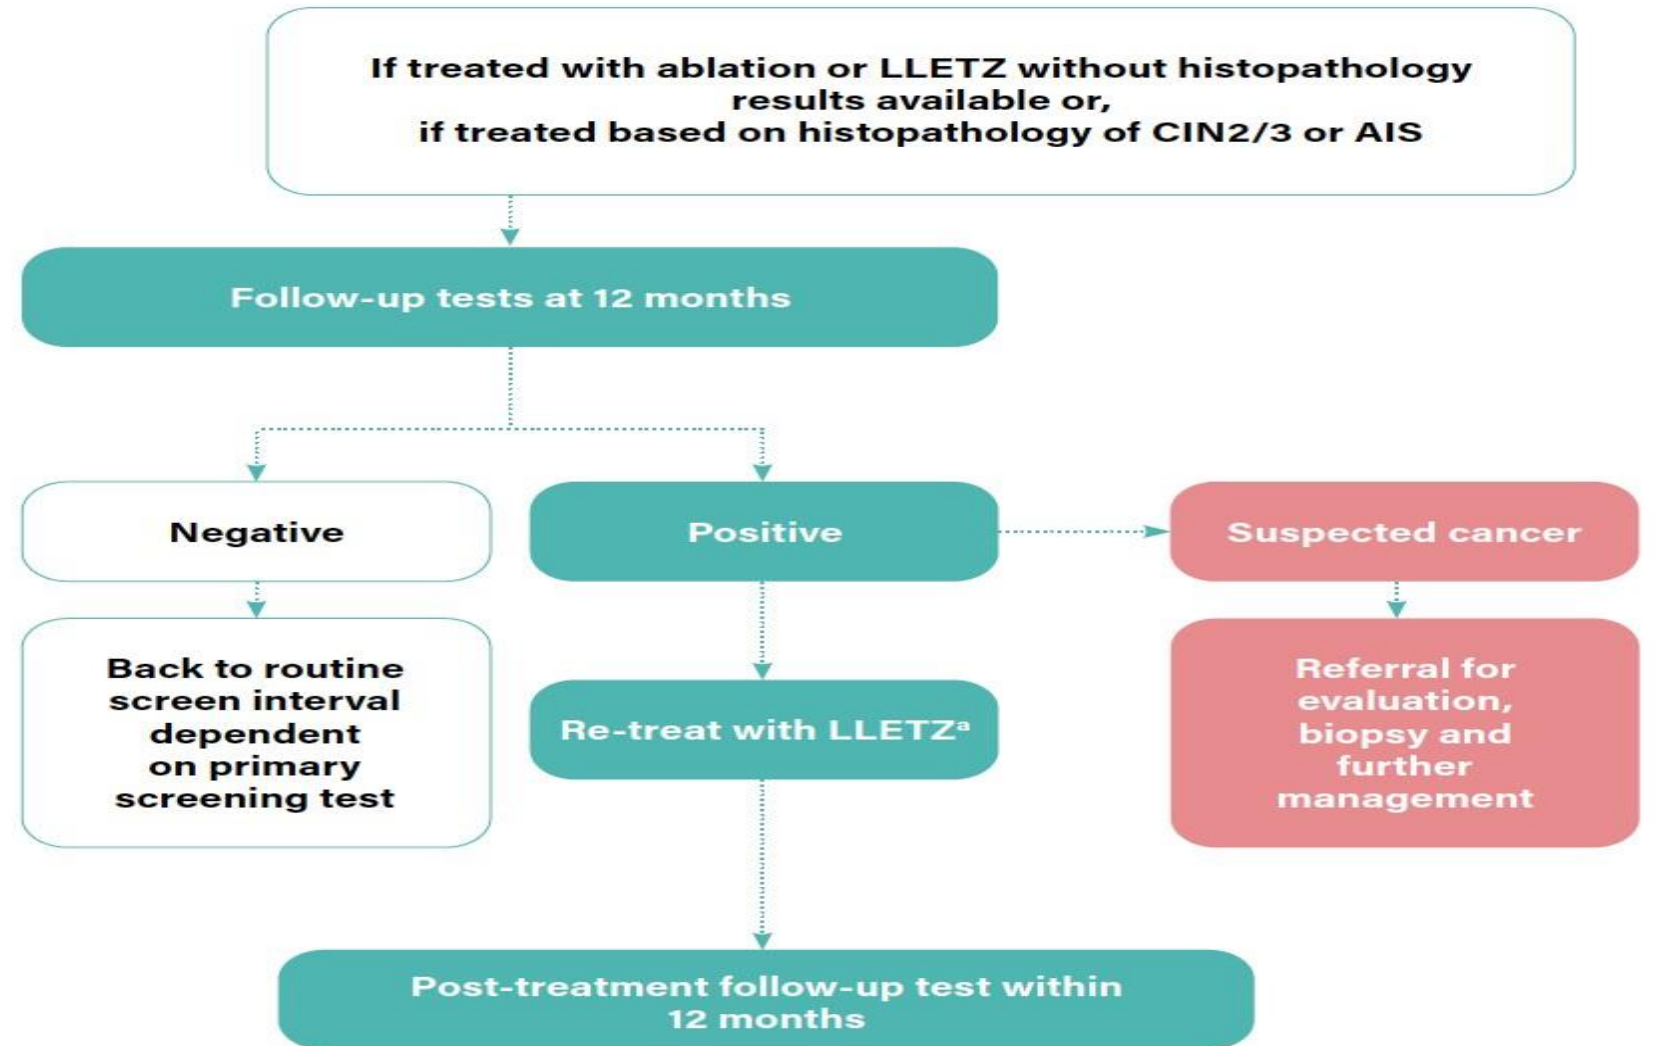 If treated with ablation or LLETZ without histopathology
results available or,
if treated based on histopathology of CIN2/3 or AIS
Follow-up tests at 12 months
Negative
Positive
Suspected cancer
Back to routine
screen interval
dependent
on primary
screening test
Re-treat with LLETZᵃ
Referral for
evaluation,
biopsy and
further
management
Post-treatment follow-up test within
12 months